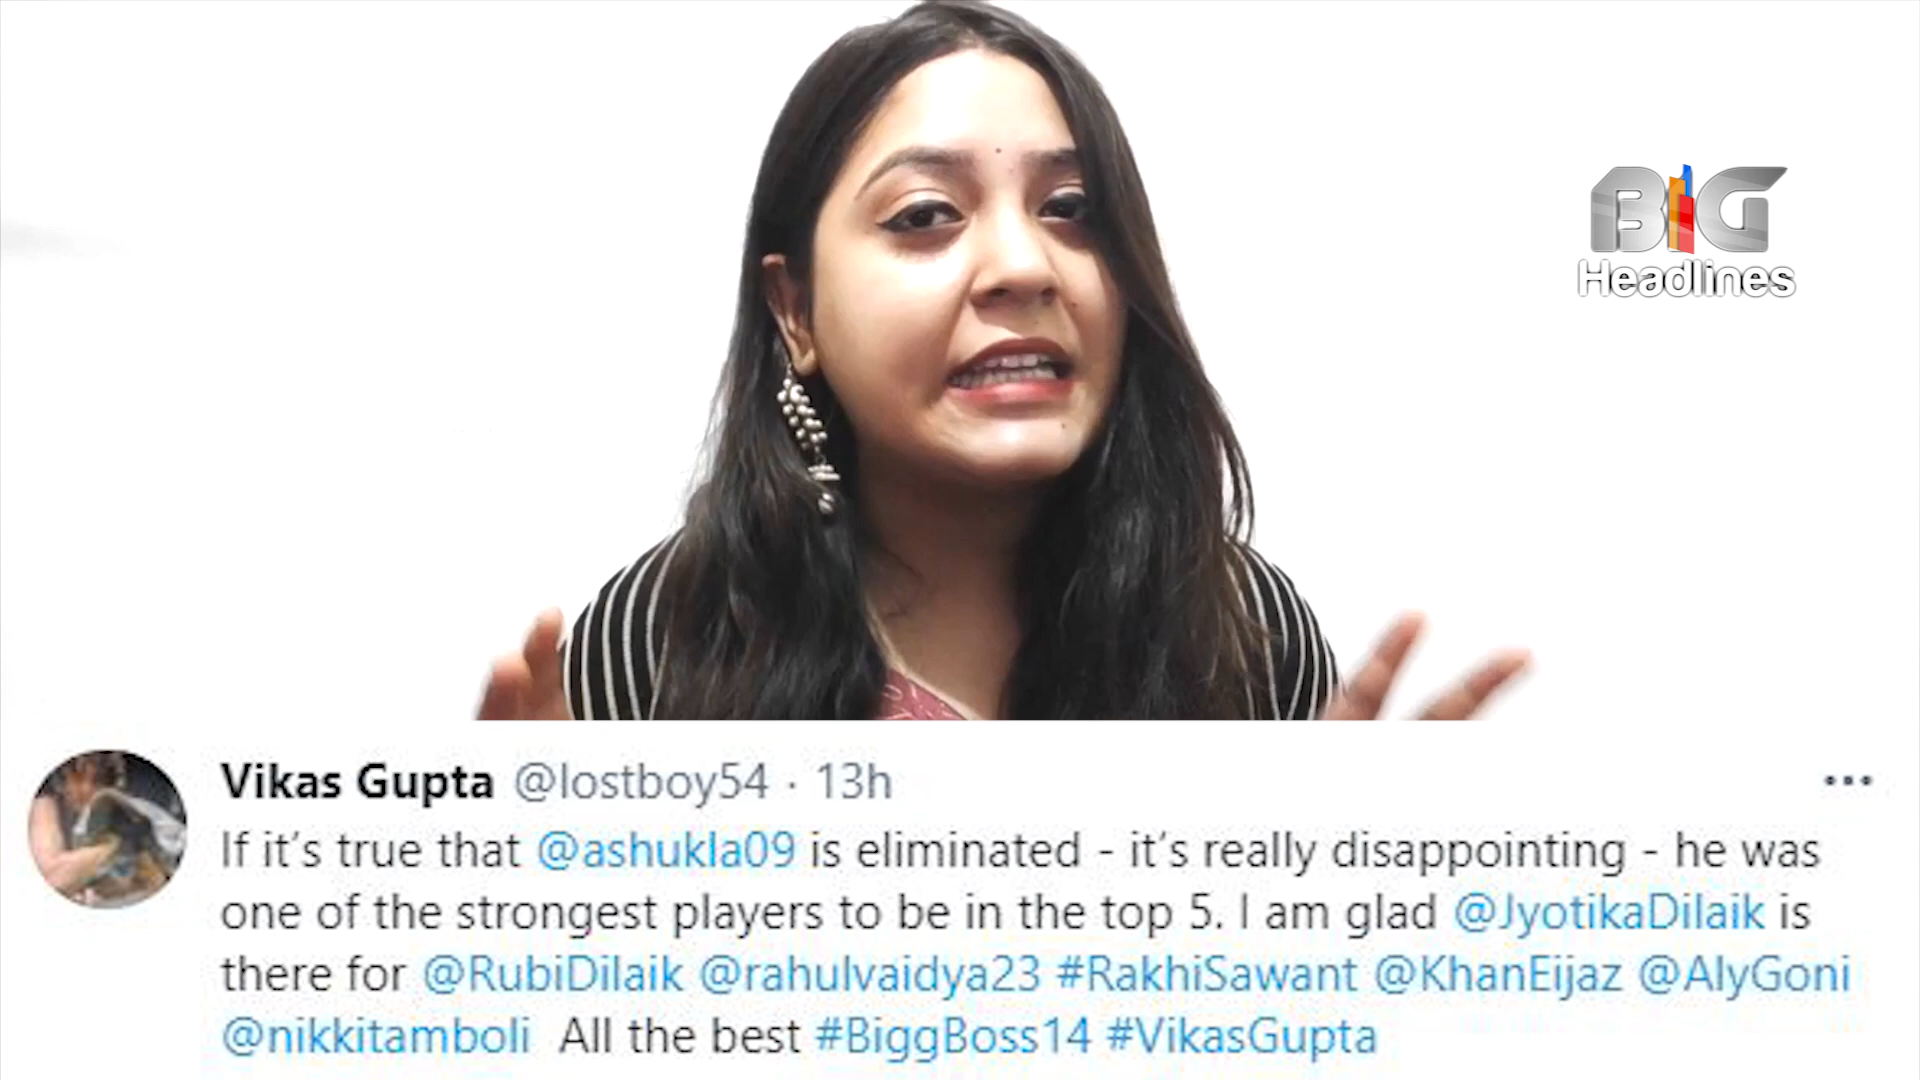 BIG
Headlines
Vikas Gupta @lostboy54 · 13h
If it’s true that @ashukla09 is eliminated - it’s really disappointing - he was
one of the strongest players to be in the top 5. I am glad @JyotikaDilaik is
there for @RubiDilaik @rahulvaidya23 #RakhiSawant @KhanEijaz @AlyGoni
@nikkitamboli All the best #BiggBoss14 #VikasGupta